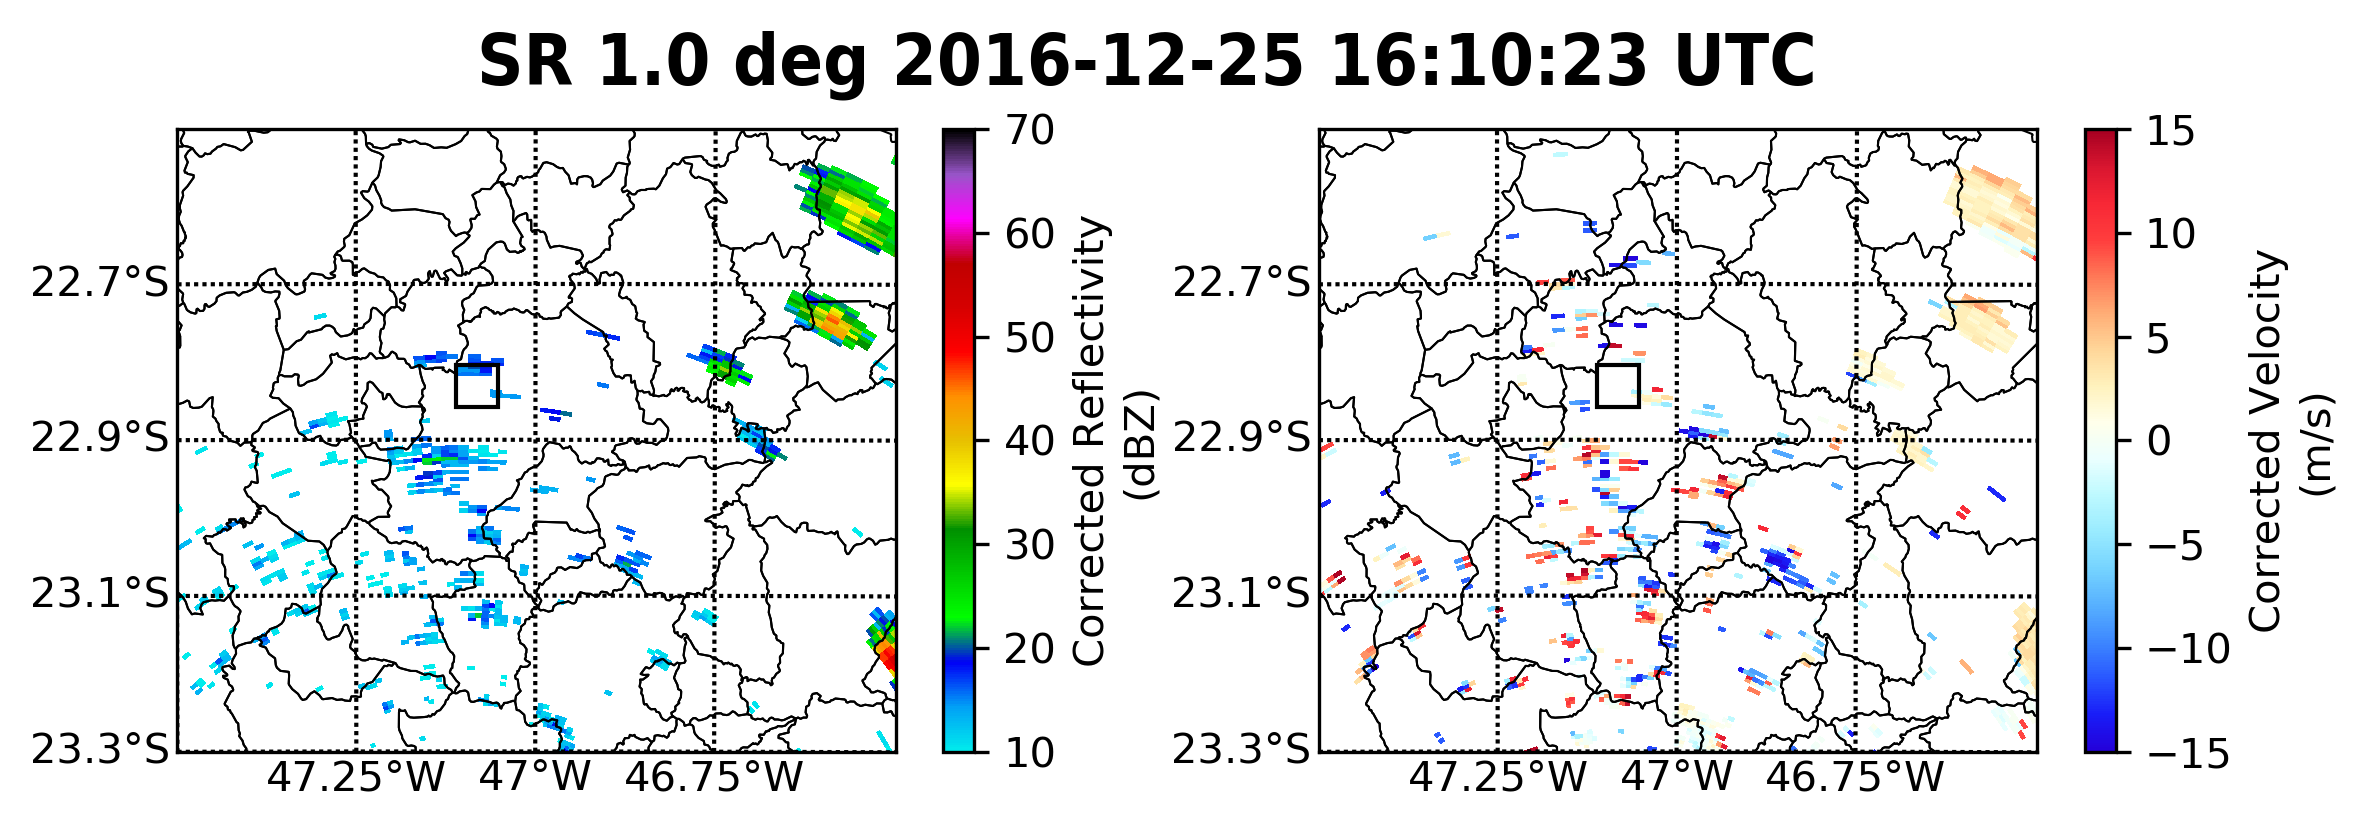 SR 1.0 deg 2016-12-25 16:10:23 UTC
22.7°S
22.9°S
23.1°S
23.3°S
47.25°W
47°W
46.75°W
70
60
50
40
30
20
10
Corrected Reflectivity
(dBZ)
22.7°S
22.9°S
23.1°S
23.3°S
47.25°W
47°W
46.75°W
15
10
5
0
−5
−10
−15
Corrected Velocity
(m/s)